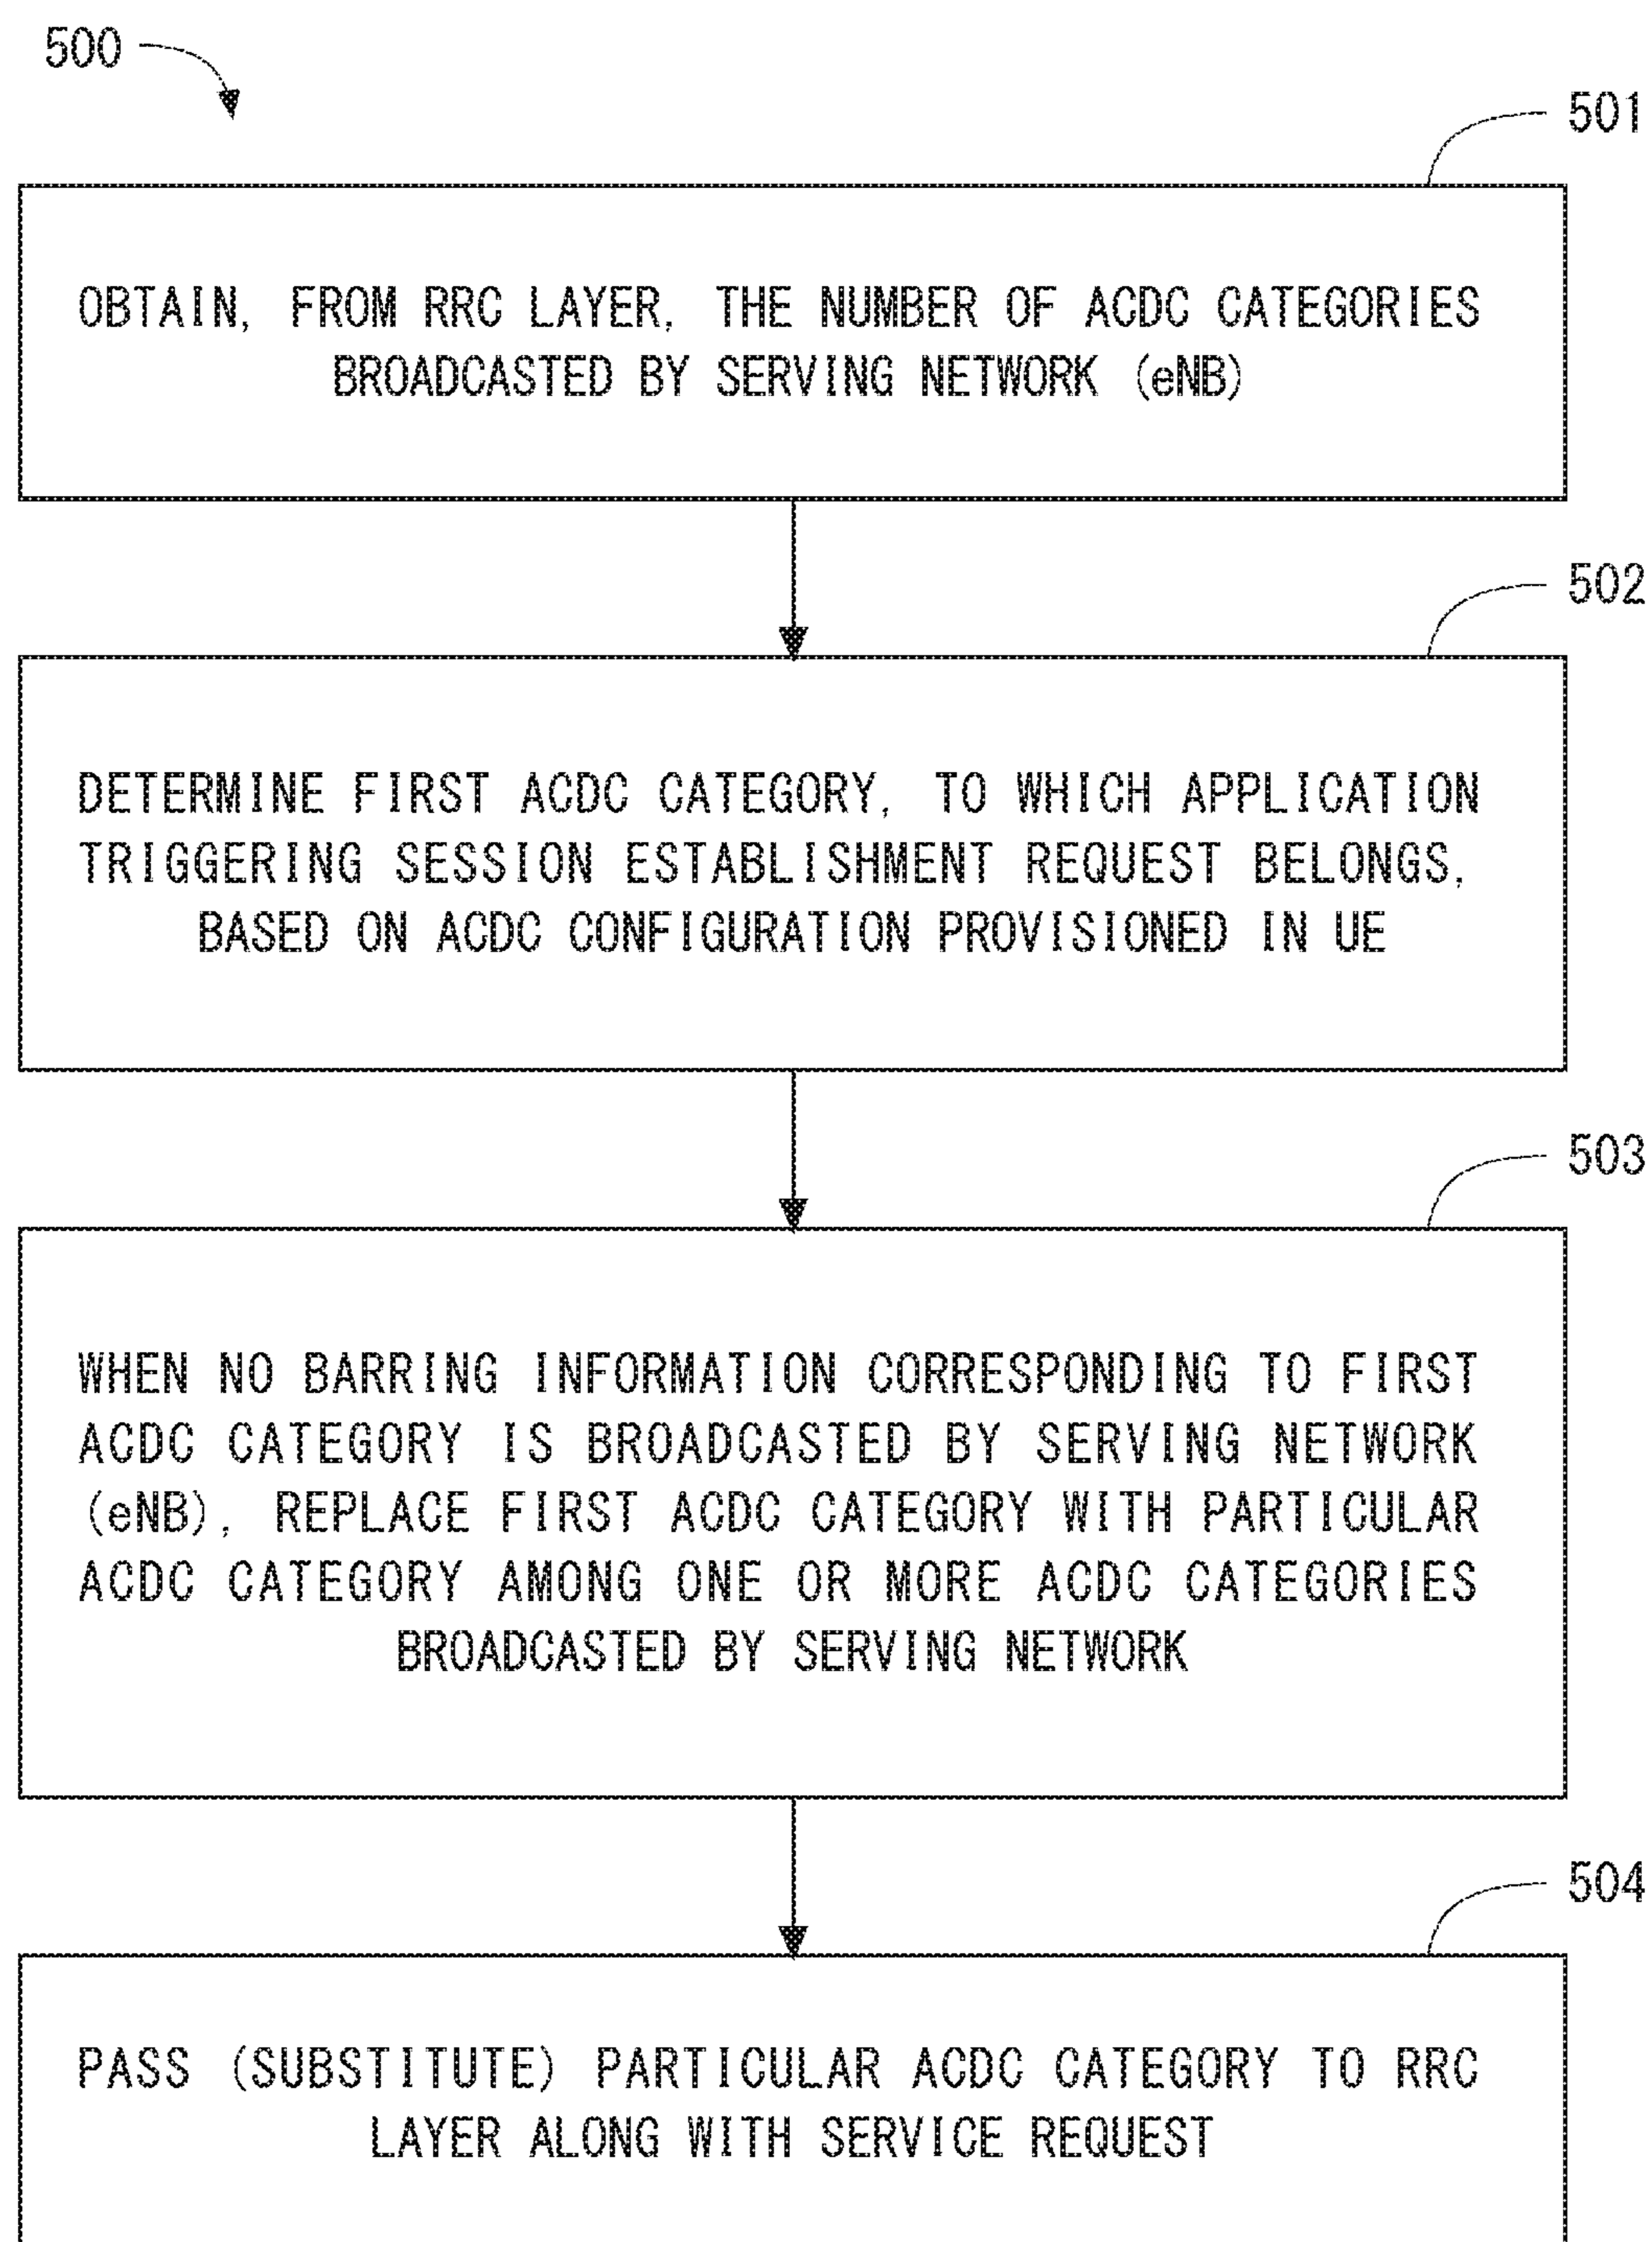 500
501
OBTAIN, FROM RRC LAYER, THE NUMBER OF ACDC CATEGORIES
BROADCASTED BY SERVING NETWORK (eNB)
502
DETERMINE FIRST ACDC CATEGORY, TO WHICH APPLICATION
TRIGGERING SESSION ESTABLISHMENT REQUEST BELONGS,
BASED ON ACDC CONFIGURATION PROVISIONED IN UE
503
WHEN NO BARRING INFORMATION CORRESPONDING TO FIRST
ACDC CATEGORY IS BROADCASTED BY SERVING NETWORK
(eNB), REPLACE FIRST ACDC CATEGORY WITH PARTICULAR
ACDC CATEGORY AMONG ONE OR MORE ACDC CATEGORIES
BROADCASTED BY SERVING NETWORK
504
PASS (SUBSTITUTE) PARTICULAR ACDC CATEGORY TO RRC
LAYER ALONG WITH SERVICE REQUEST